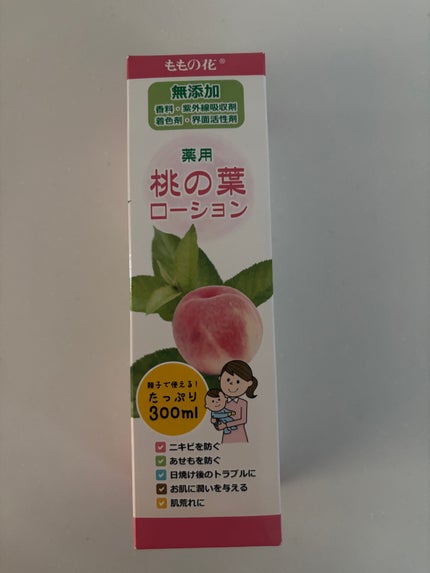 ももの花®
無添加
香料・紫外線吸収剤
着色剤・界面活性剤
薬用
桃の葉
ローション
親子で使える!
たっぷり
300ml
ニキビを防ぐ
あせもを防ぐ
日焼け後のトラブルに
お肌に潤いを与える
肌荒れに